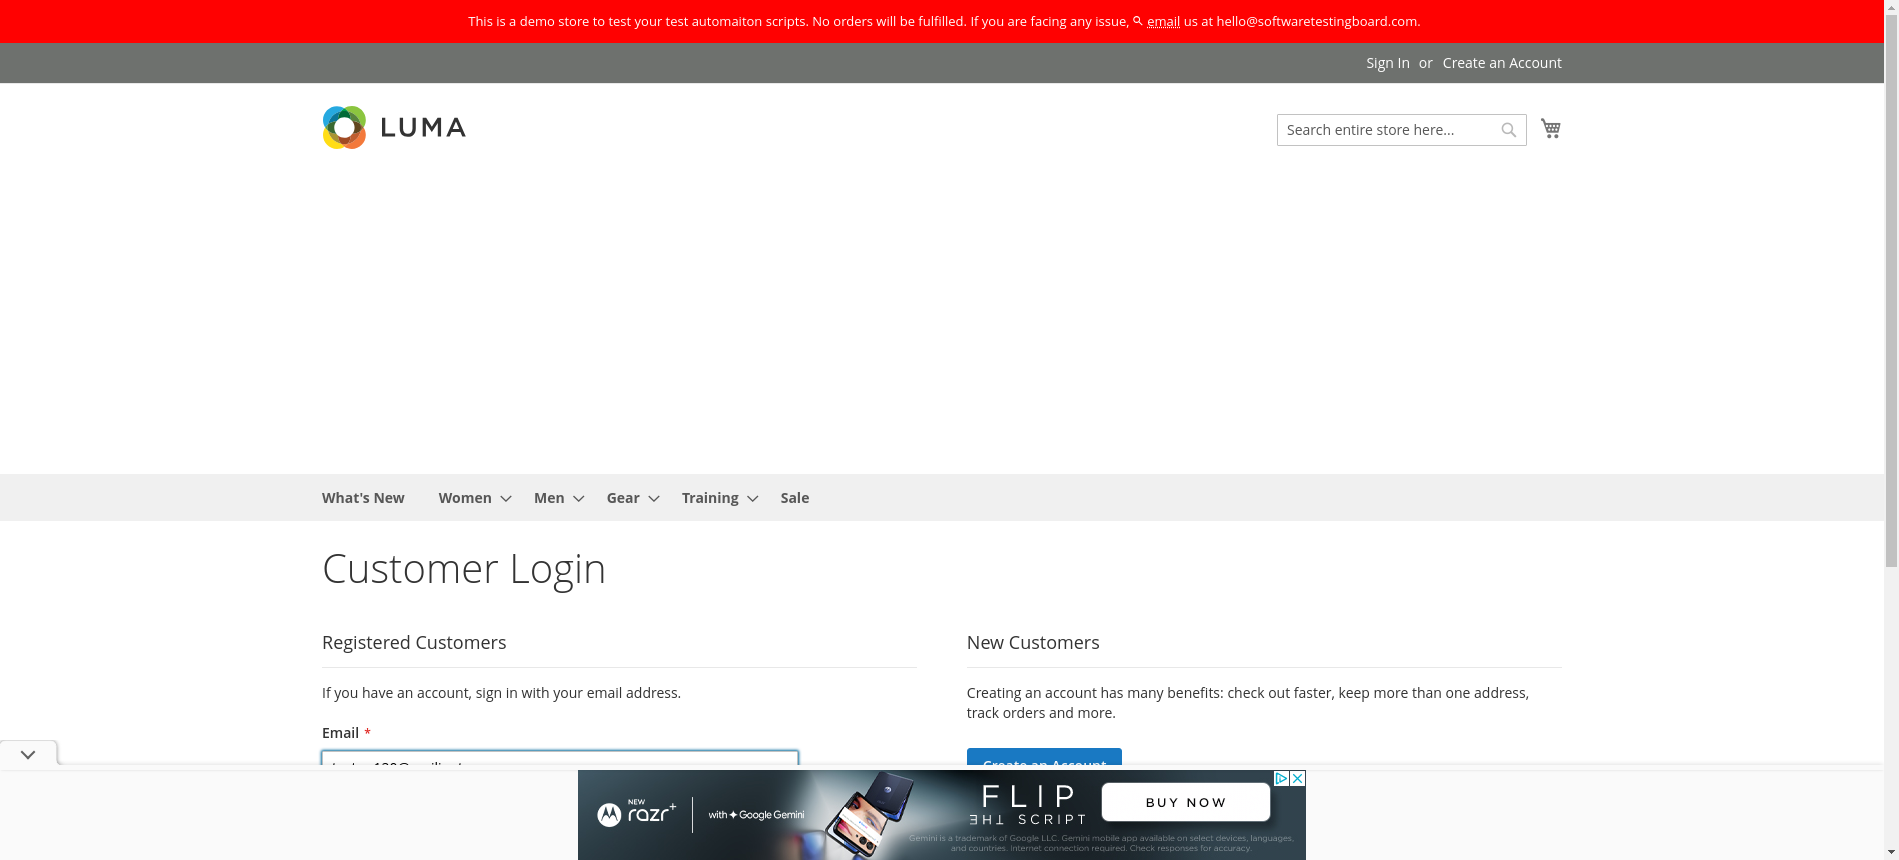 This is a demo store to test your test automaiton scripts. No orders will be fulfilled. If you are facing any issue, email us at hello@softwaretestingboard.com.
Sign In or Create an Account
LUMA
Search entire store here...
What's New Women Men Gear Training Sale
Customer Login
Registered Customers
If you have an account, sign in with your email address.
Email *
New Customers
Creating an account has many benefits: check out faster, keep more than one address,
track orders and more.
Create an Account
NEW
razr+
with Google Gemini
FLIP
THE SCRIPT
BUY NOW
Gemini is a trademark of Google LLC. Gemini mobile app available on select devices, languages,
and countries. Internet connection required. Check responses for accuracy.